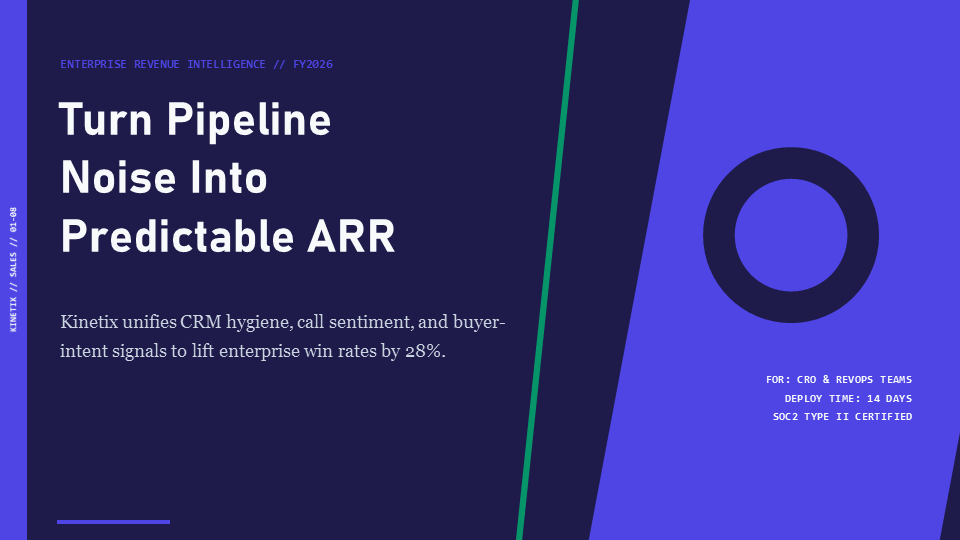 ENTERPRISE REVENUE INTELLIGENCE // FY2026
Turn Pipeline
Noise Into
Predictable ARR
Kinetix unifies CRM hygiene, call sentiment, and buyer-
intent signals to lift enterprise win rates by 28%.
KINETIX // SALES // 01-08
FOR: CRO & REVOPS TEAMS
DEPLOY TIME: 14 DAYS
SOC2 TYPE II CERTIFIED